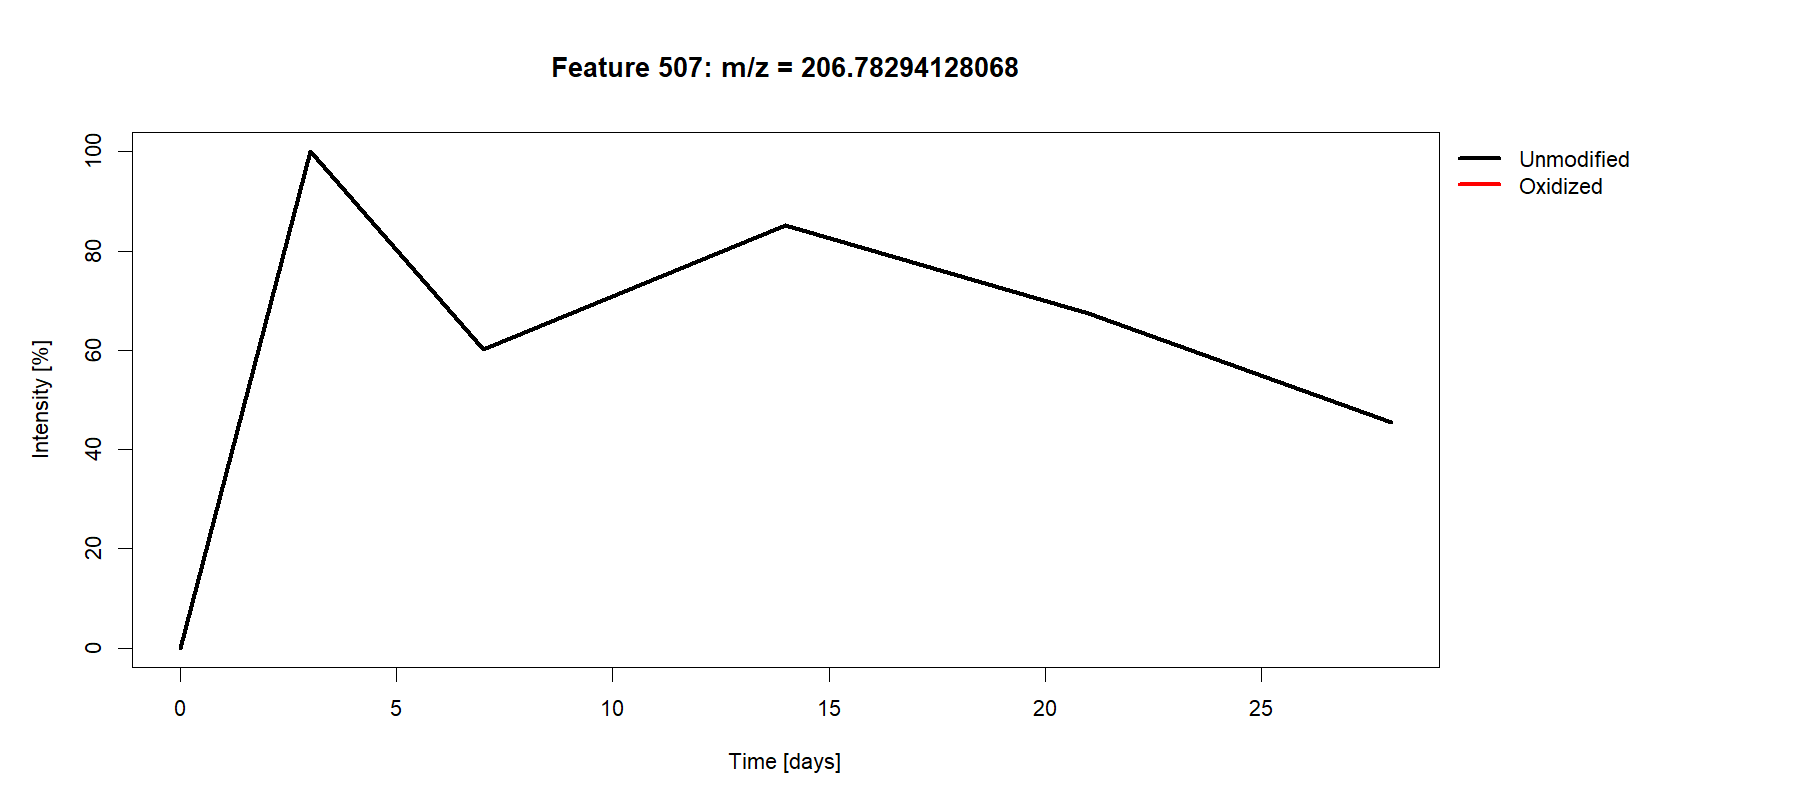 Feature 507: m/z = 206.78294128068
Unmodified
Oxidized
Intensity [%]
100
80
60
40
20
0
0 5 10 15 20 25
Time [days]